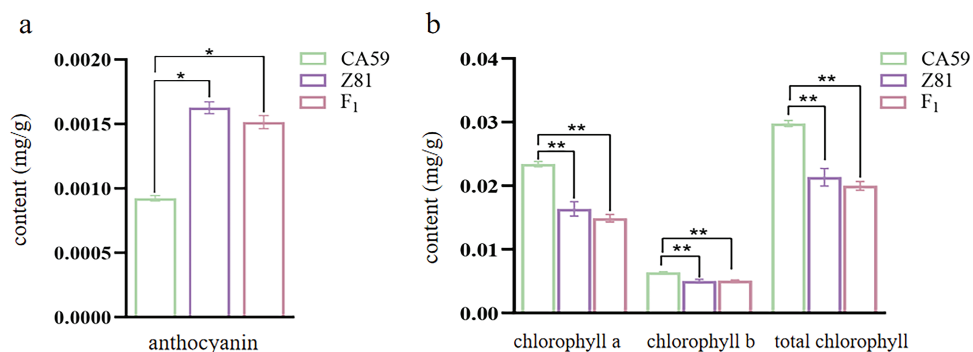 a
content (mg/g)
0.0020
0.0015
0.0010
0.0005
0.0000
*
*
CA59
Z81
F1
anthocyanin
b
content (mg/g)
0.04
0.03
0.02
0.01
0.00
**
**
**
**
**
**
CA59
Z81
F1
chlorophyll a
chlorophyll b
total chlorophyll